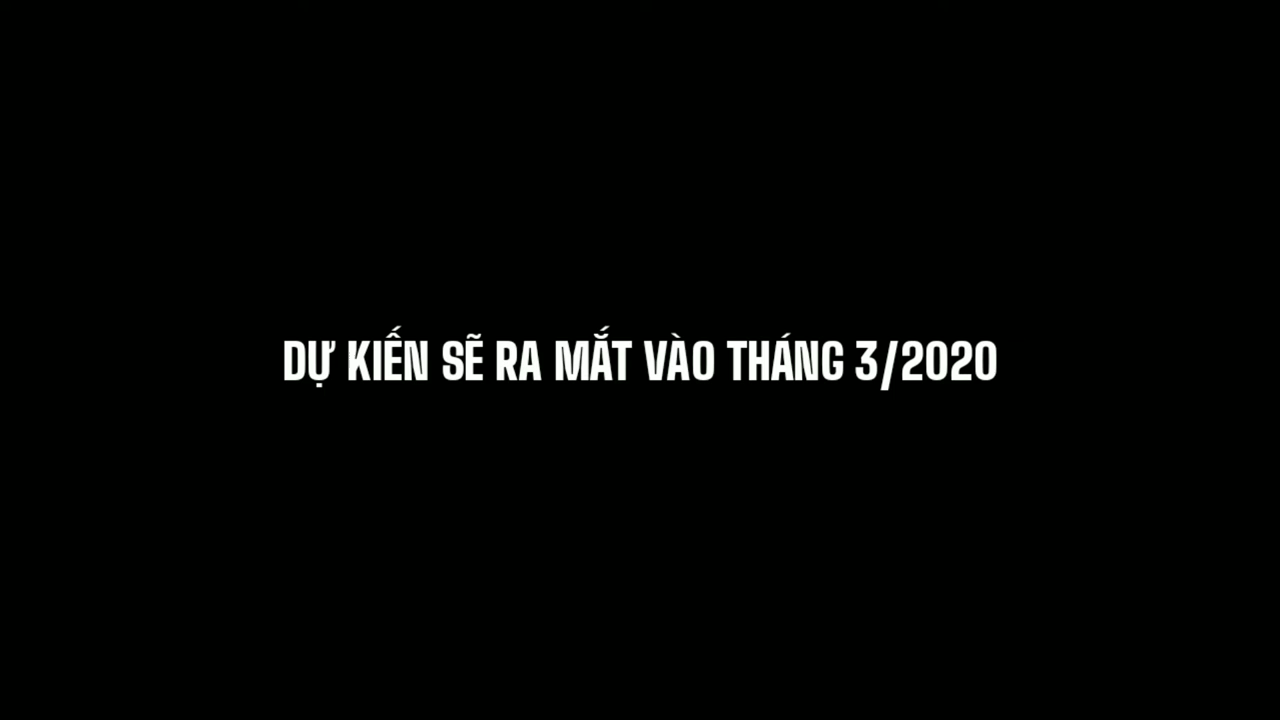 DỰ KIẾN SẼ RA MẮT VÀO THÁNG 3/2020